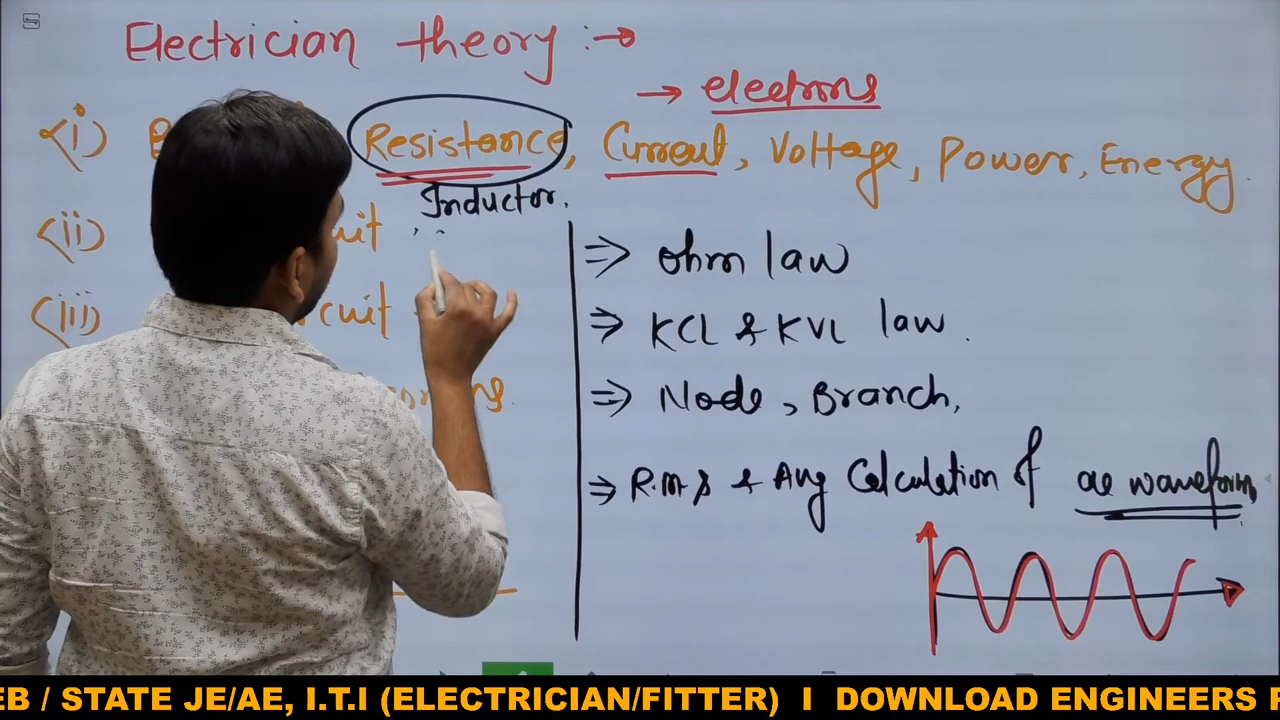 Electrician theory :→
→ electrons
(i) Resistance, Current, Voltage, Power, Energy.
Inductor.
(ii)
⇒ ohm law
(iii) cuit
⇒ KCL & KVL law.
⇒ Node, Branch,
⇒ R.M.S & Avg Calculation of ac waveform
EB / STATE JE/AE, I.T.I (ELECTRICIAN/FITTER) I DOWNLOAD ENGINEERS